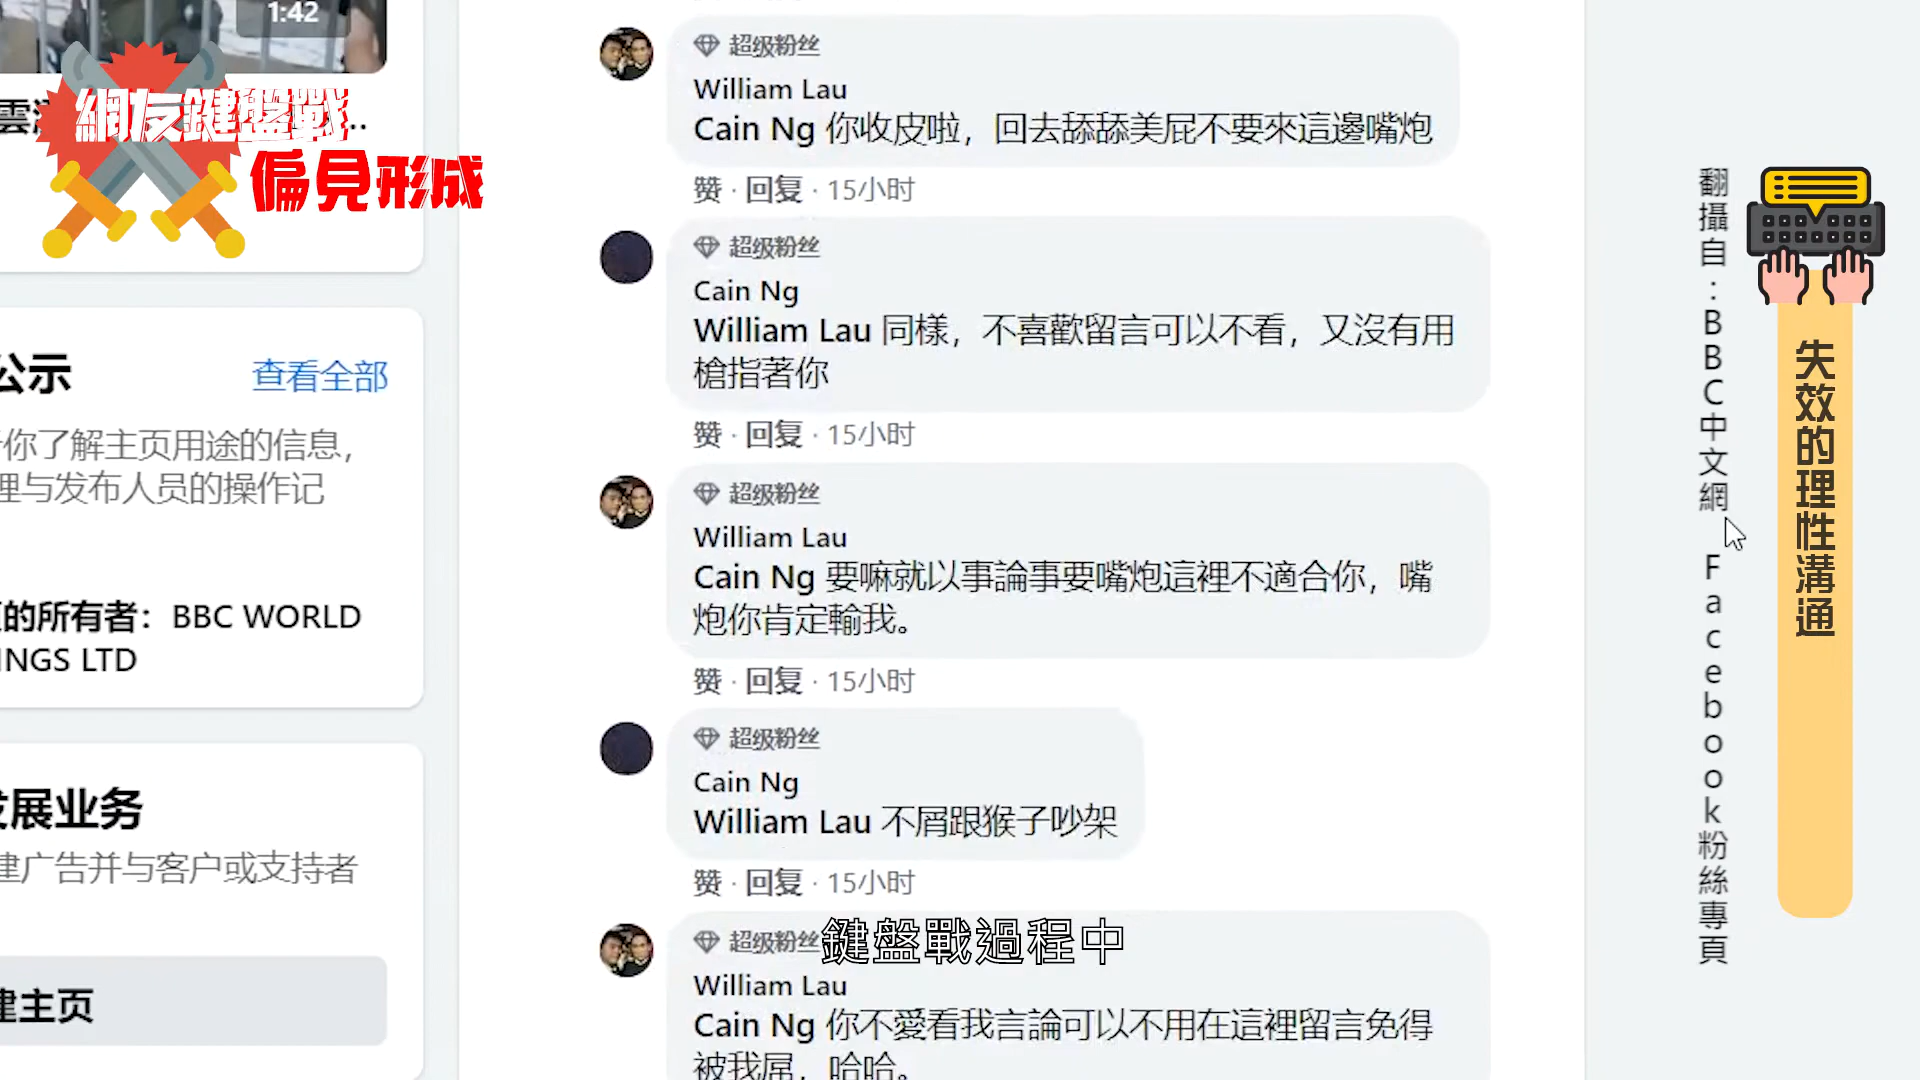 1:42
網友鍵盤戰
偏見形成
公示
查看全部
你了解主页用途的信息，
理与发布人员的操作记
的所有者：BBC WORLD
INGS LTD
发展业务
建广告并与客户或支持者
建主页
超级粉丝
William Lau
Cain Ng 你收皮啦，回去舔舔美屁不要來這邊嘴炮
赞 · 回复 · 15小时
超级粉丝
Cain Ng
William Lau 同樣，不喜歡留言可以不看，又沒有用
槍指著你
赞 · 回复 · 15小时
超级粉丝
William Lau
Cain Ng 要嘛就以事論事要嘴炮這裡不適合你，嘴
炮你肯定輸我。
赞 · 回复 · 15小时
超级粉丝
Cain Ng
William Lau 不屑跟猴子吵架
赞 · 回复 · 15小时
超级粉丝
William Lau
Cain Ng 你不愛看我言論可以不用在這裡留言免得
被我屌，哈哈。
鍵盤戰過程中
翻攝自：BBC中文網 Facebook粉絲專頁
失效的理性溝通